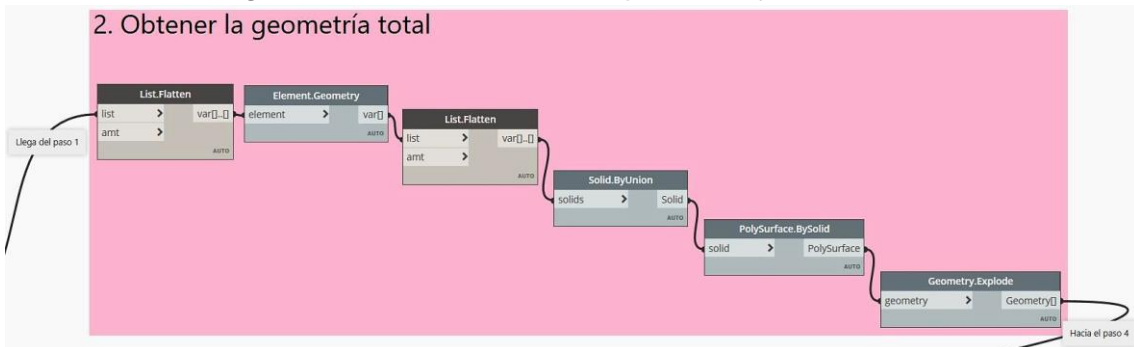 2. Obtener la geometría total
List.Flatten
list > var[]..[]
amt >
AUTO
Element.Geometry
element > var[]
AUTO
List.Flatten
list > var[]..[]
amt >
AUTO
Solid.ByUnion
solids > Solid
AUTO
PolySurface.BySolid
solid > PolySurface
AUTO
Geometry.Explode
geometry > Geometry[]
AUTO
Llega del paso 1
Hacia el paso 4